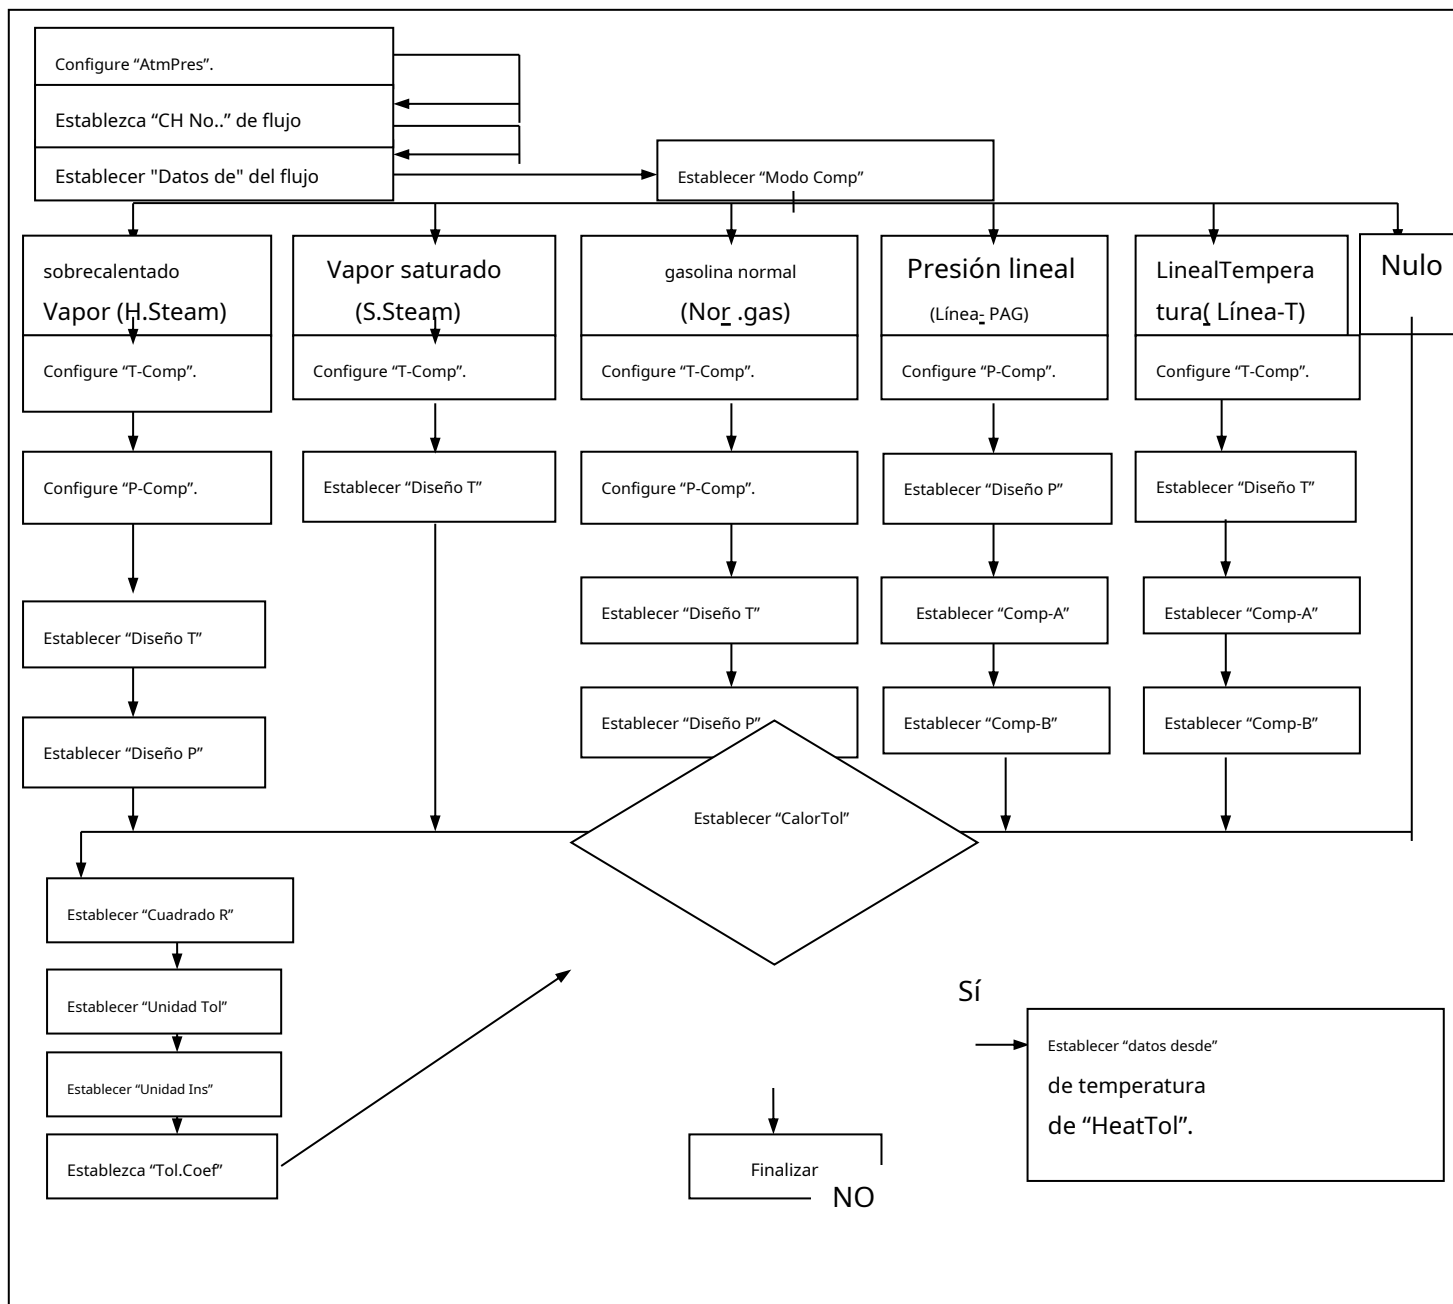 Configure “AtmPres”.
Establezca “CH No..” de flujo
Establecer "Datos de" del flujo
Establecer “Modo Comp”
sobrecalentado
Vapor (H.Steam)
Vapor saturado
(S.Steam)
gasolina normal
(Nor .gas)
Presión lineal
(Línea- PAG)
LinealTempera
tura( Línea-T)
Nulo
Configure “T-Comp”.
Configure “T-Comp”.
Configure “T-Comp”.
Configure “P-Comp”.
Configure “T-Comp”.
Configure “P-Comp”.
Establecer “Diseño T”
Configure “P-Comp”.
Establecer “Diseño P”
Establecer “Diseño T”
Establecer “Diseño T”
Establecer “Diseño T”
Establecer “Comp-A”
Establecer “Comp-A”
Establecer “Diseño P”
Establecer “Diseño P”
Establecer “Comp-B”
Establecer “Comp-B”
Establecer “CalorTol”
Establecer “Cuadrado R”
Establecer “Unidad Tol”
Establecer “Unidad Ins”
Establezca “Tol.Coef”
Sí
Establecer “datos desde”
de temperatura
de “HeatTol”.
Finalizar
NO